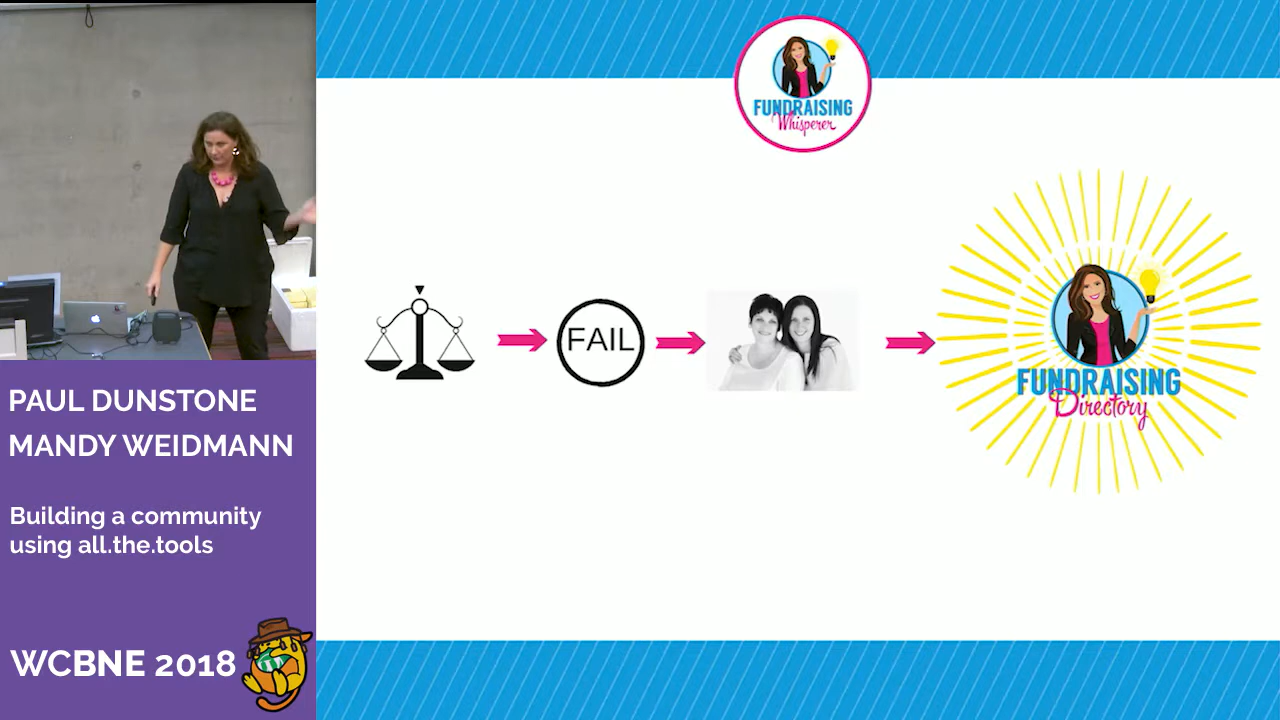 PAUL DUNSTONE
MANDY WEIDMANN
Building a community
using all.the.tools
WCBNE 2018
FUNDRAISING
Whisperer
FAIL
FUNDRAISING
Directory